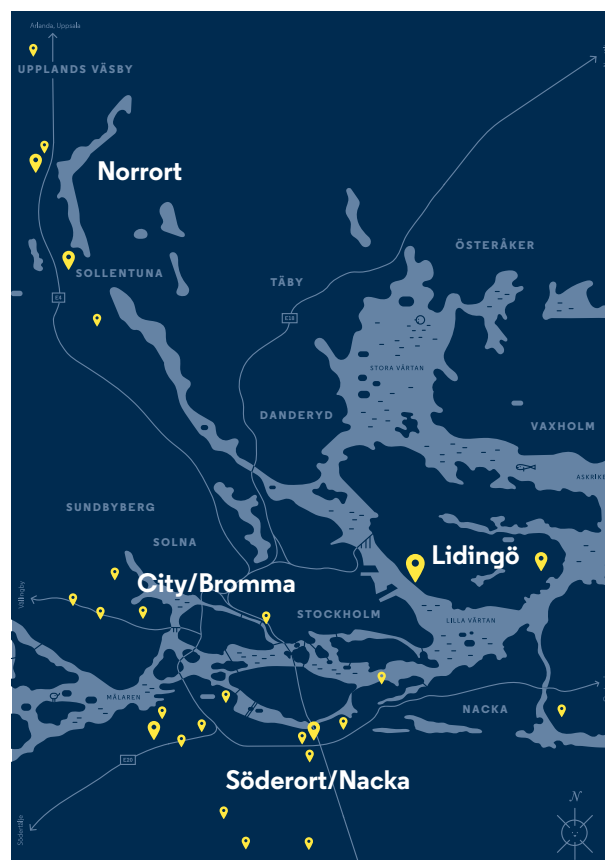 Arlanda, Uppsala
UPPLANDS VÄSBY
Norrort
ÖSTERÅKER
SOLLENTUNA
TÄBY
E4
E18
STORA VÄRTAN
DANDERYD
VAXHOLM
ASKRIKE
SUNDBYBERG
SOLNA
Lidingö
City/Bromma
Vällingby
STOCKHOLM
LILLA VÄRTAN
MÄLAREN
NACKA
E20
Söderort/Nacka
N
Södertälje